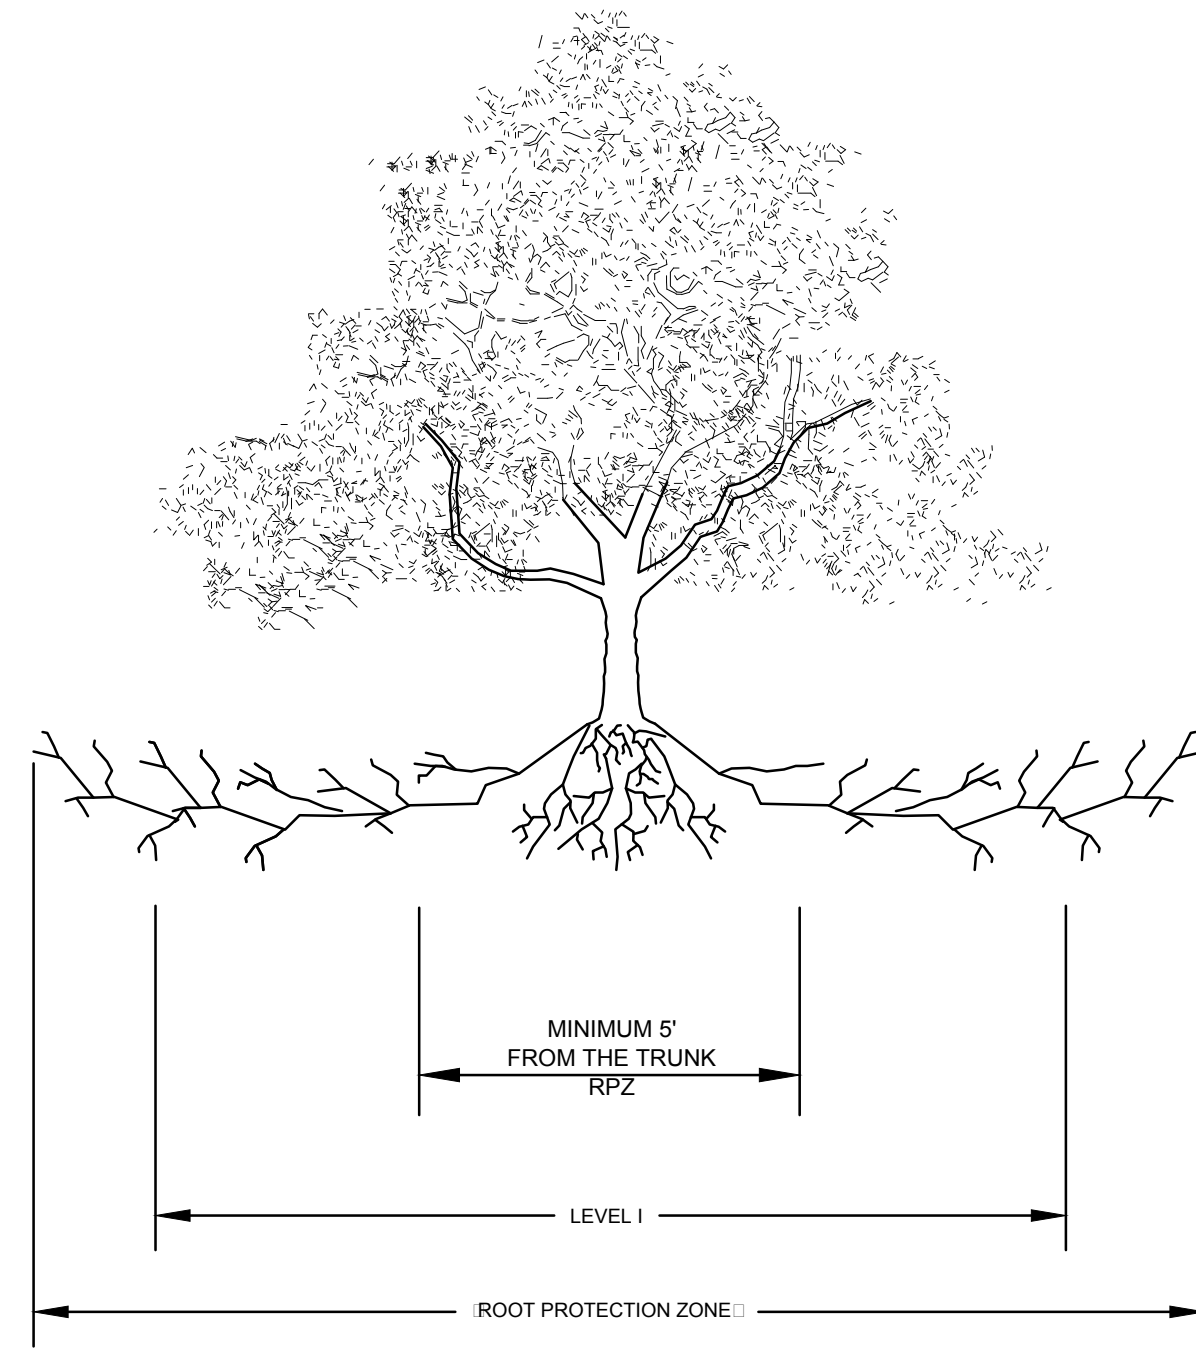 MINIMUM 5'
FROM THE TRUNK
RPZ
LEVEL I
ROOT PROTECTION ZONE